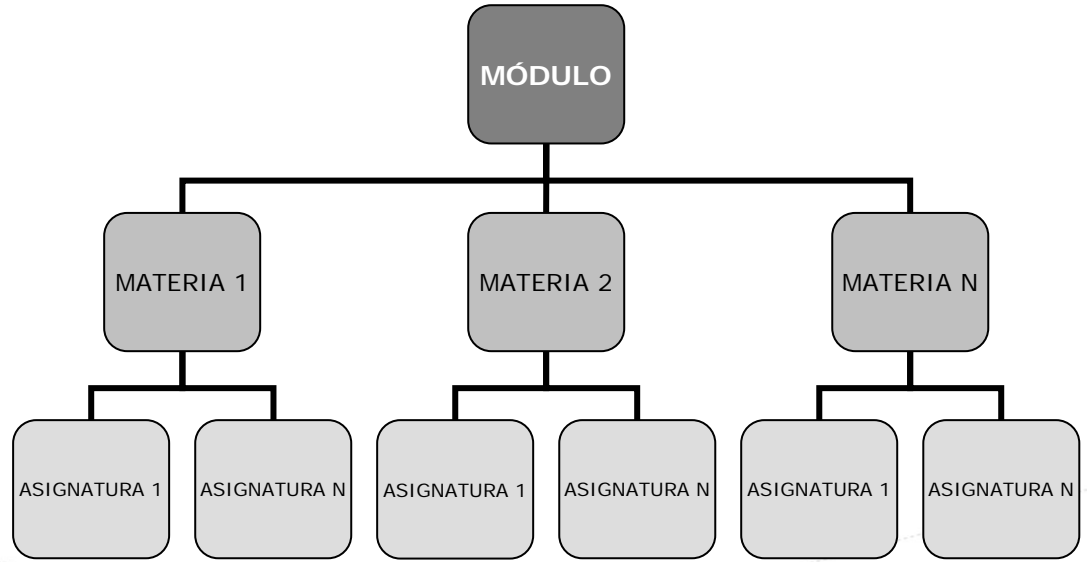 MÓDULO
MATERIA 1
MATERIA 2
MATERIA N
ASIGNATURA 1
ASIGNATURA N
ASIGNATURA 1
ASIGNATURA N
ASIGNATURA 1
ASIGNATURA N